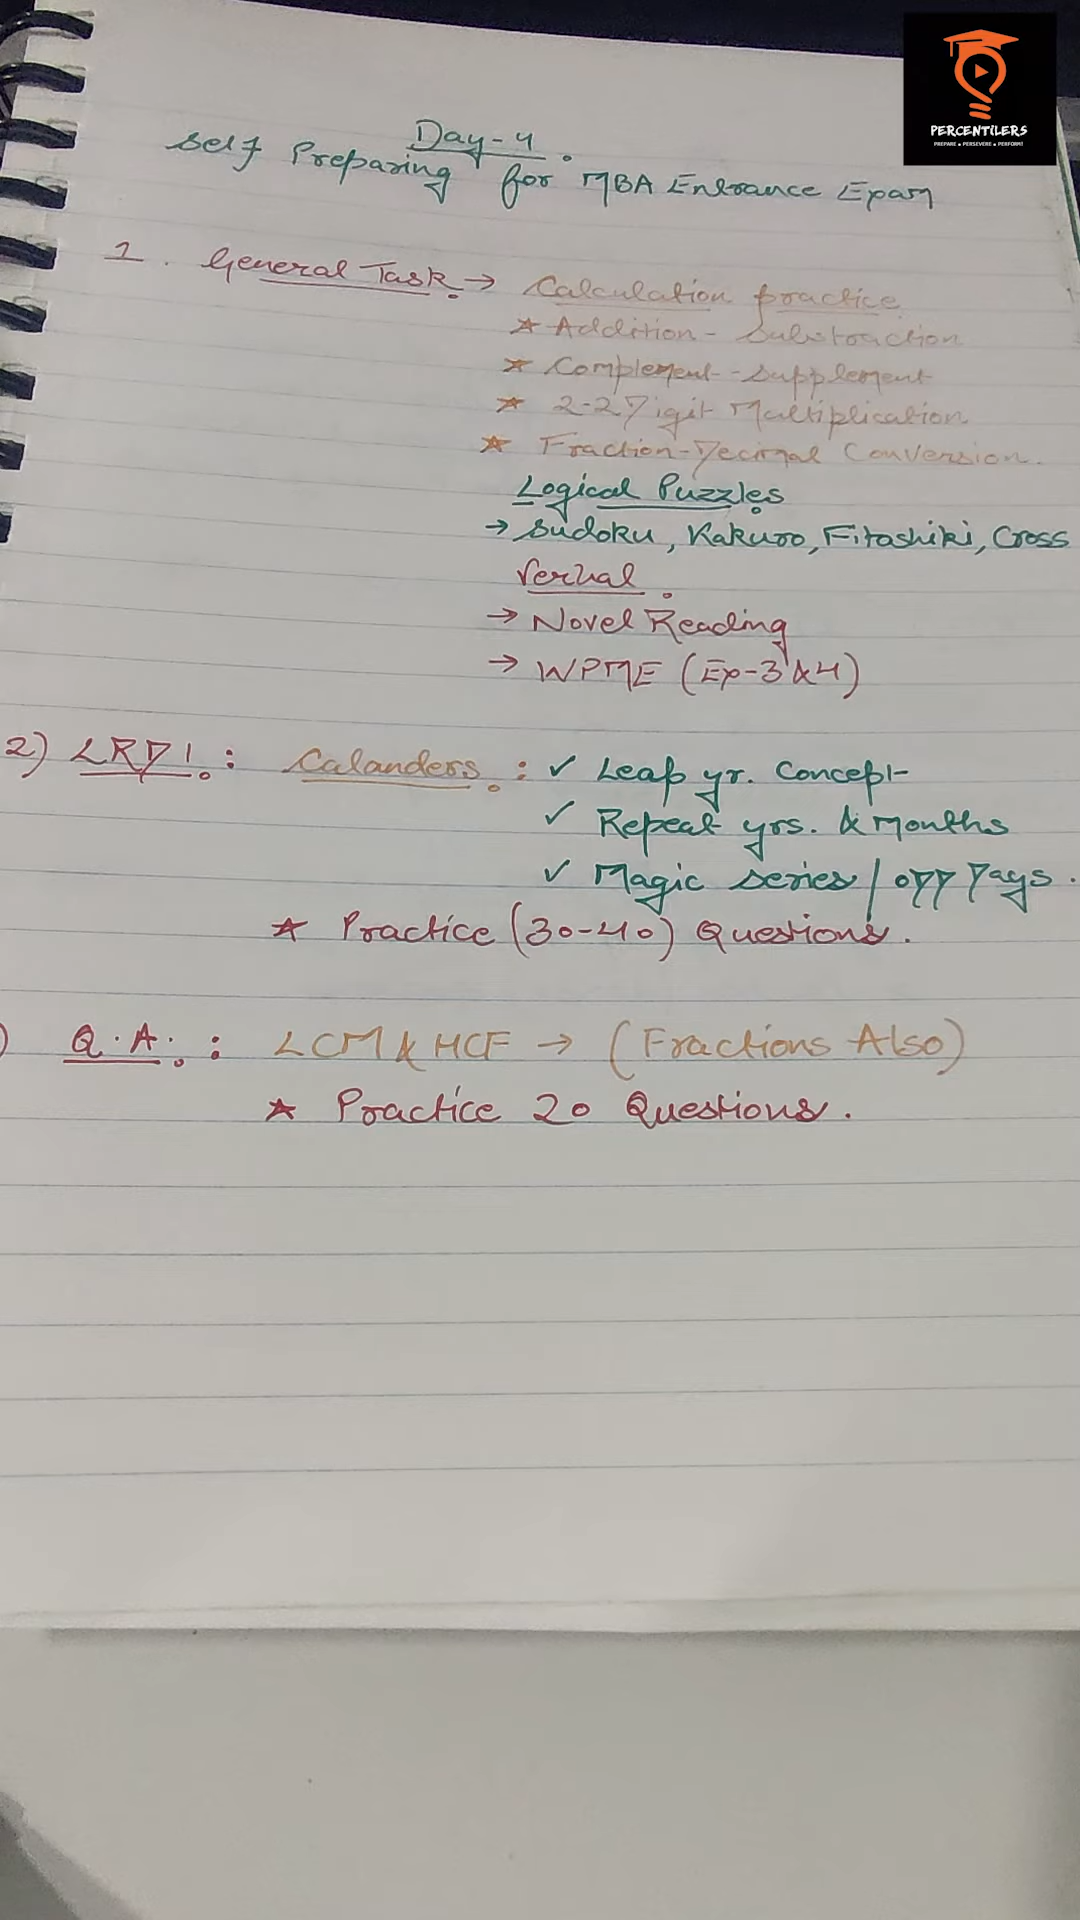 PERCENTILERS
PREPARE • PERSEVERE • PERFORM!
Day-4
Self Preparing for MBA Entrance Exam
1. General Task → Calculation practice
* Addition - Substraction
* Complement - Supplement
* 2-2 Digit Multiplication
* Fraction-Decimal Conversion.
Logical Puzzles
→ Sudoku, Kakuro, Fitashiki, Cross
Verbal
→ Novel Reading
→ WPME (Ex-3 & 4)
2) LRDI : Calanders : ✓ Leap yr. Concept
✓ Repeat yrs. & Months
✓ Magic series / ODD Days.
* Practice (30-40) Questions.
) Q.A. : LCM & HCF → (Fractions Also)
* Practice 20 Questions.